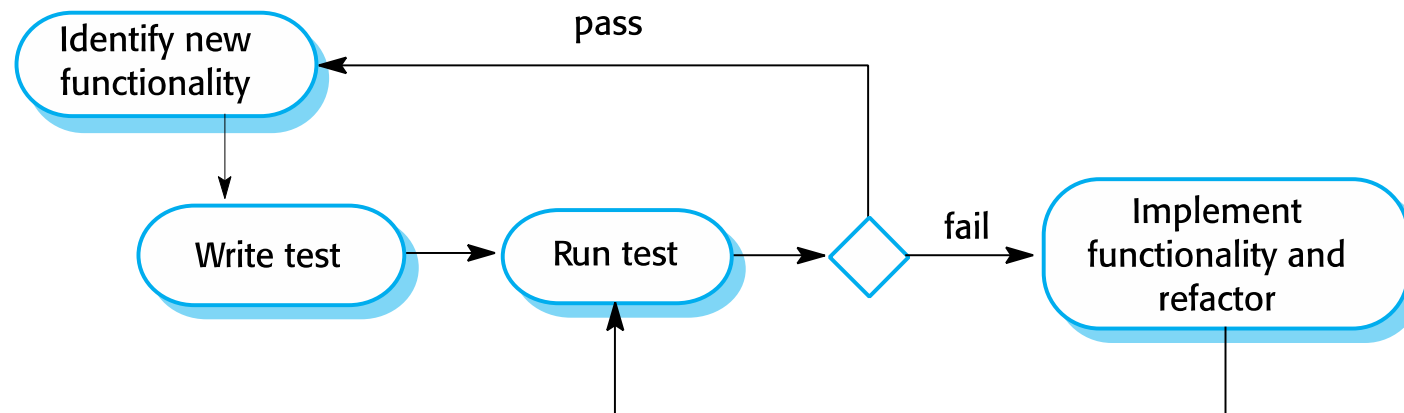 Identify new
functionality
pass
Write test
Run test
fail
Implement
functionality and
refactor